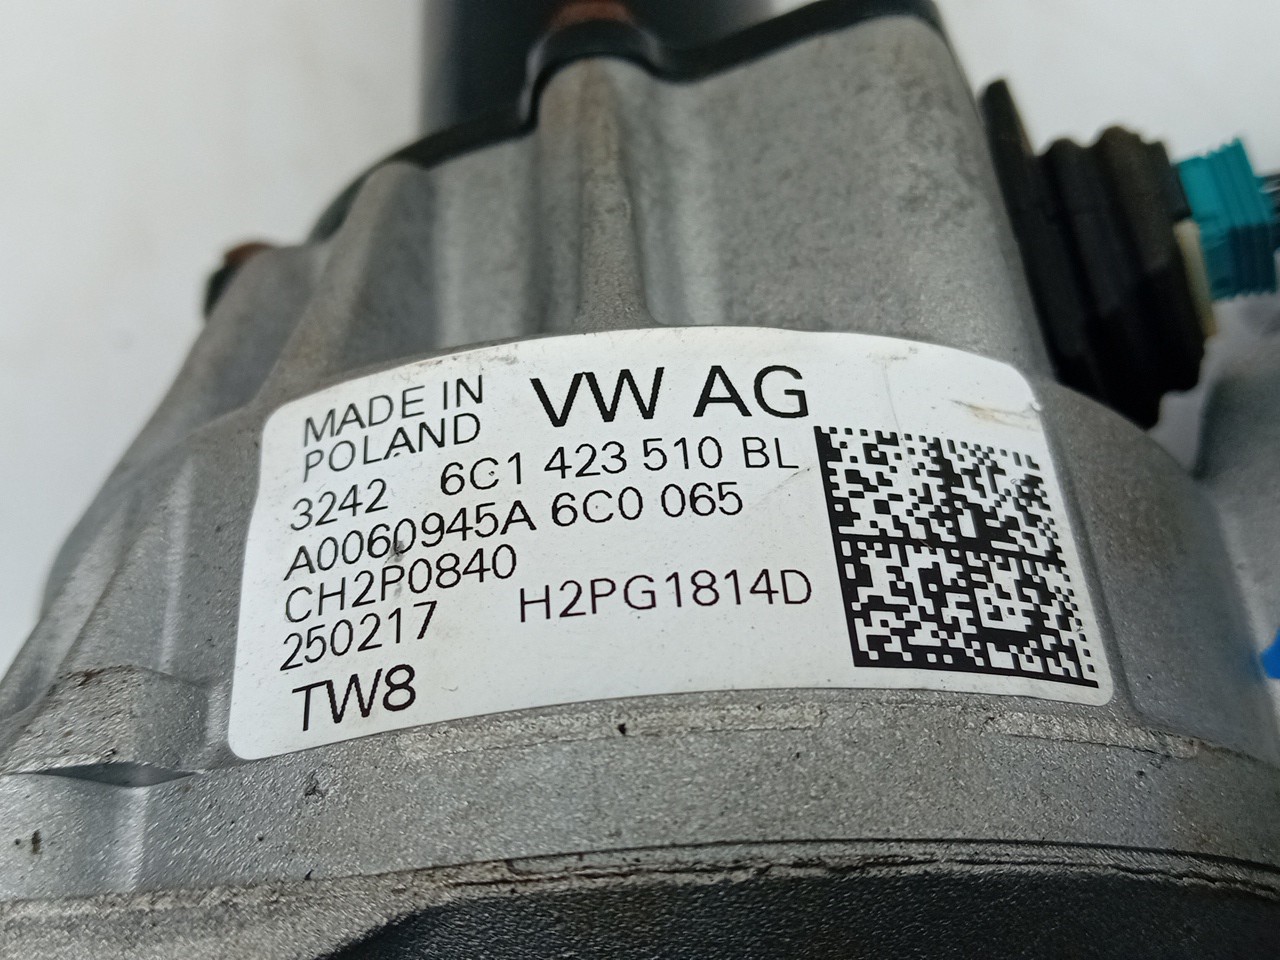 MADE IN POLAND
VW AG
3242 6C1 423 510 BL
A0060945A 6C0 065
CH2P0840
250217 H2PG1814D
TW8